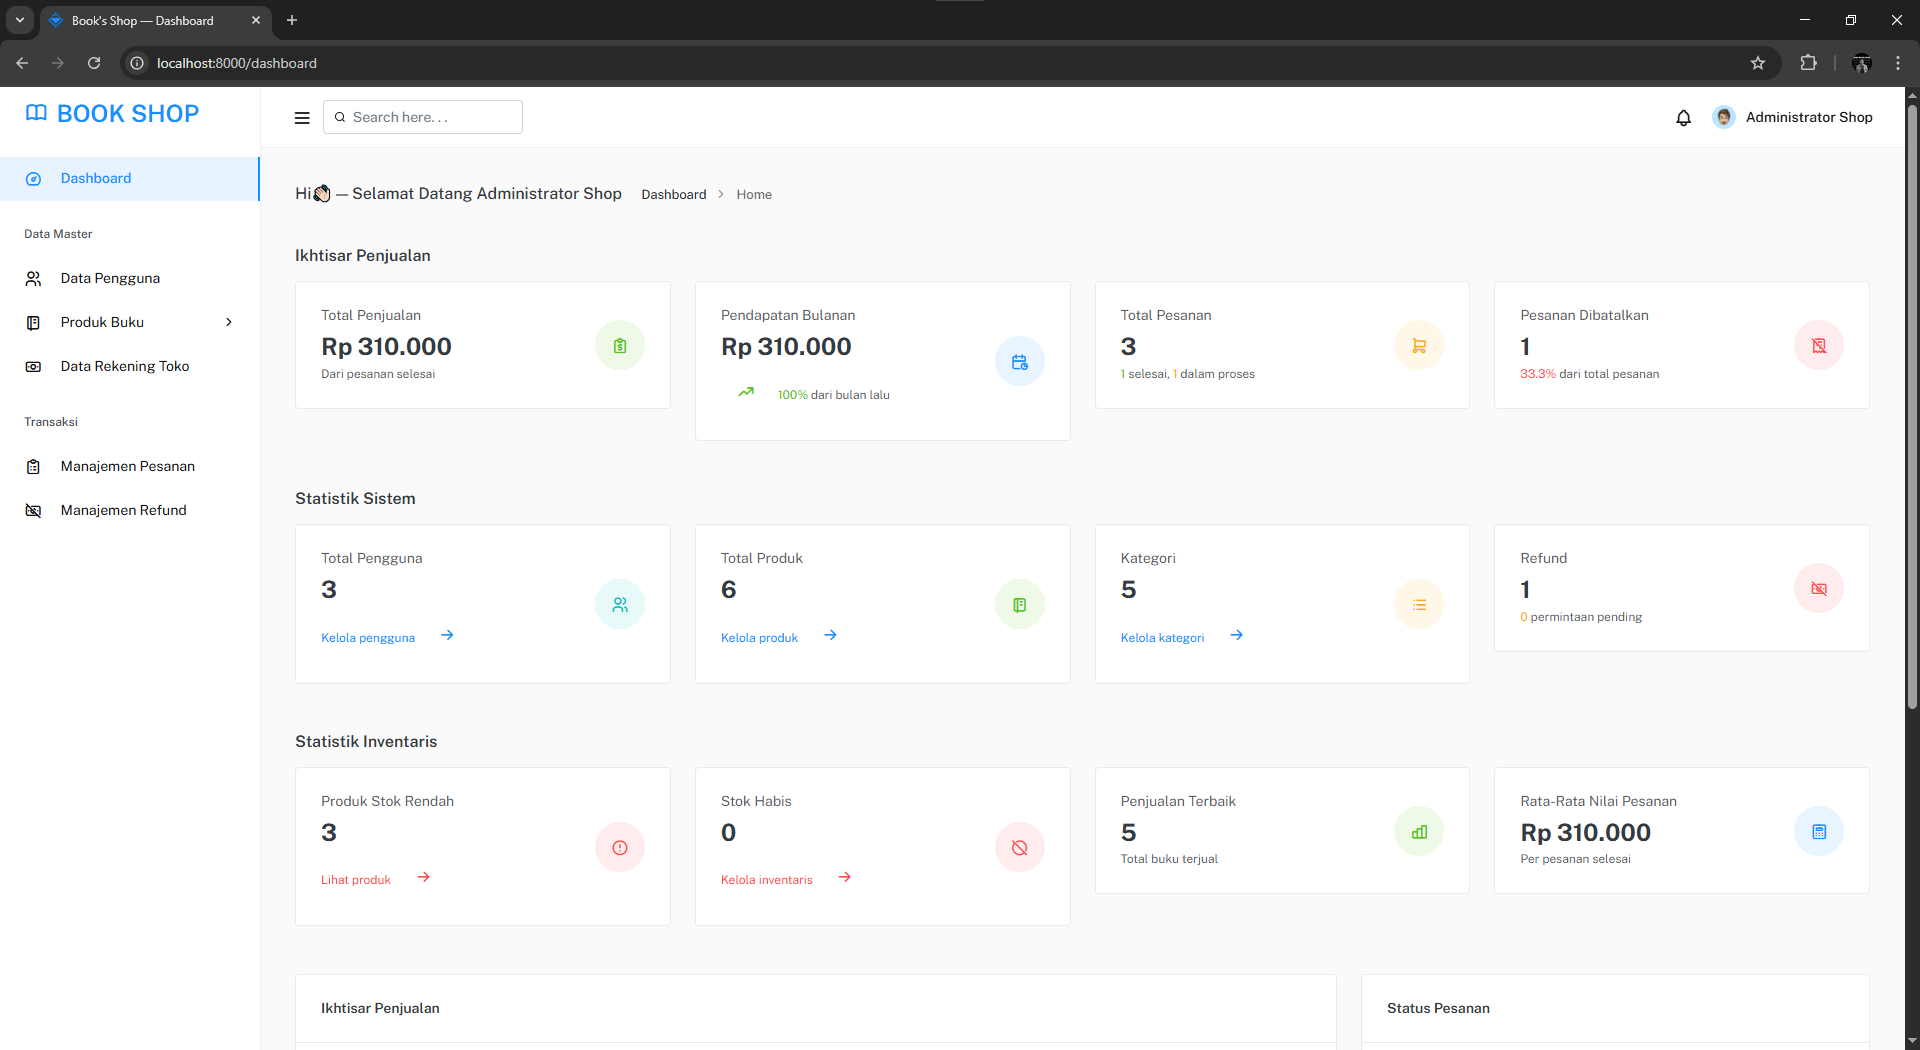 Book's Shop — Dashboard
localhost:8000/dashboard
BOOK SHOP
Search here. . .
Administrator Shop
Dashboard
Data Master
Data Pengguna
Produk Buku
Data Rekening Toko
Transaksi
Manajemen Pesanan
Manajemen Refund
Hi👋🏻 — Selamat Datang Administrator Shop Dashboard > Home
Ikhtisar Penjualan
Total Penjualan
Rp 310.000
Dari pesanan selesai
Pendapatan Bulanan
Rp 310.000
100% dari bulan lalu
Total Pesanan
3
1 selesai, 1 dalam proses
Pesanan Dibatalkan
1
33.3% dari total pesanan
Statistik Sistem
Total Pengguna
3
Kelola pengguna
Total Produk
6
Kelola produk
Kategori
5
Kelola kategori
Refund
1
0 permintaan pending
Statistik Inventaris
Produk Stok Rendah
3
Lihat produk
Stok Habis
0
Kelola inventaris
Penjualan Terbaik
5
Total buku terjual
Rata-Rata Nilai Pesanan
Rp 310.000
Per pesanan selesai
Ikhtisar Penjualan
Status Pesanan